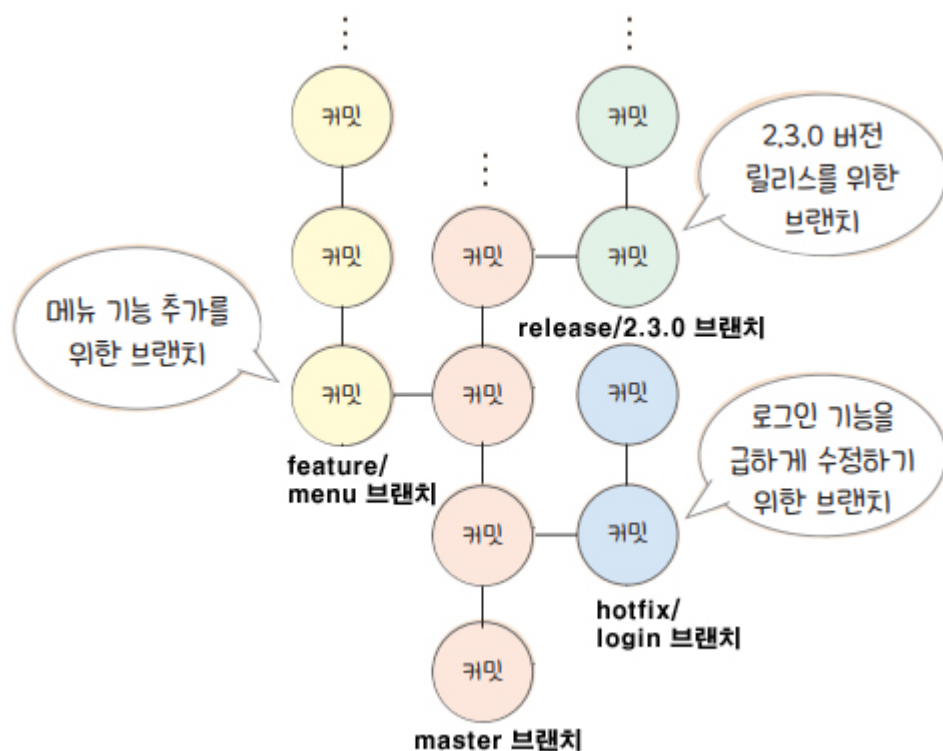 커밋
커밋
2.3.0 버전
릴리스를 위한
브랜치
커밋
커밋
커밋
메뉴 기능 추가를
위한 브랜치
release/2.3.0 브랜치
커밋
커밋
커밋
로그인 기능을
급하게 수정하기
위한 브랜치
feature/
menu 브랜치
커밋
커밋
hotfix/
login 브랜치
커밋
master 브랜치